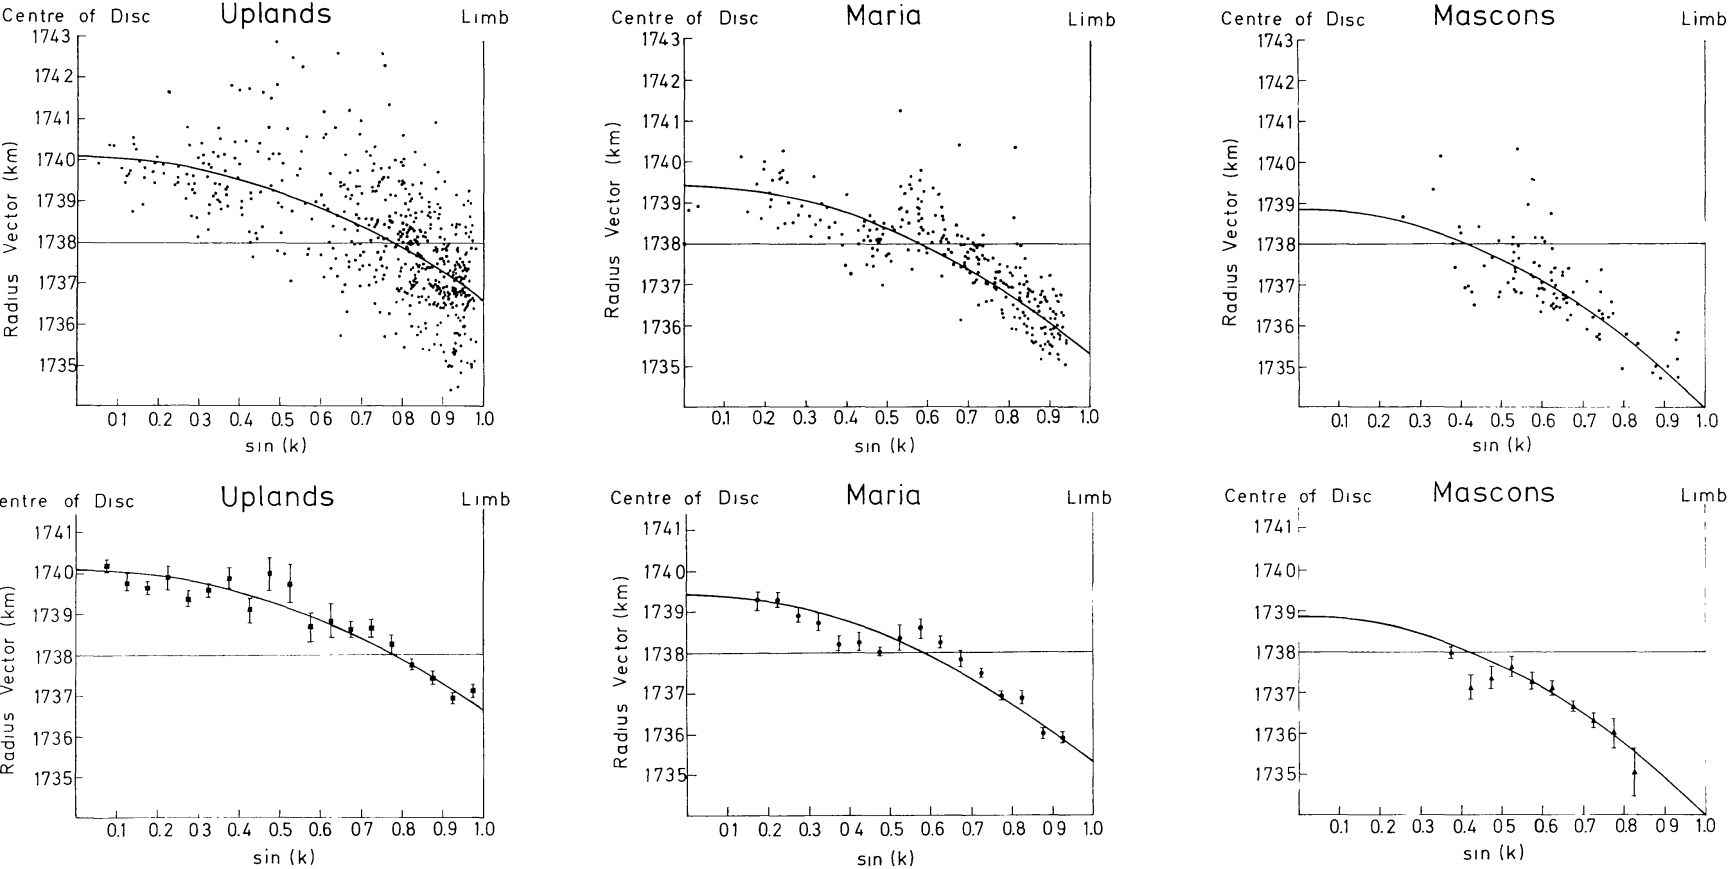 Centre of Disc Uplands Limb
1743
1742
1741
1740
1739
1738
1737
1736
1735
Radius Vector (km)
0.1 0.2 0.3 0.4 0.5 0.6 0.7 0.8 0.9 1.0
sin (k)
Centre of Disc Maria Limb
1743
1742
1741
1740
1739
1738
1737
1736
1735
Radius Vector (km)
0.1 0.2 0.3 0.4 0.5 0.6 0.7 0.8 0.9 1.0
sin (k)
Centre of Disc Mascons Limb
1743
1742
1741
1740
1739
1738
1737
1736
1735
Radius Vector (km)
0.1 0.2 0.3 0.4 0.5 0.6 0.7 0.8 0.9 1.0
sin (k)
entre of Disc Uplands Limb
1741
1740
1739
1738
1737
1736
1735
Radius Vector (km)
0.1 0.2 0.3 0.4 0.5 0.6 0.7 0.8 0.9 1.0
sin (k)
Centre of Disc Maria Limb
1741
1740
1739
1738
1737
1736
1735
Radius Vector (km)
0.1 0.2 0.3 0.4 0.5 0.6 0.7 0.8 0.9 1.0
sin (k)
Centre of Disc Mascons Limb
1741
1740
1739
1738
1737
1736
1735
Radius Vector (km)
0.1 0.2 0.3 0.4 0.5 0.6 0.7 0.8 0.9 1.0
sin (k)